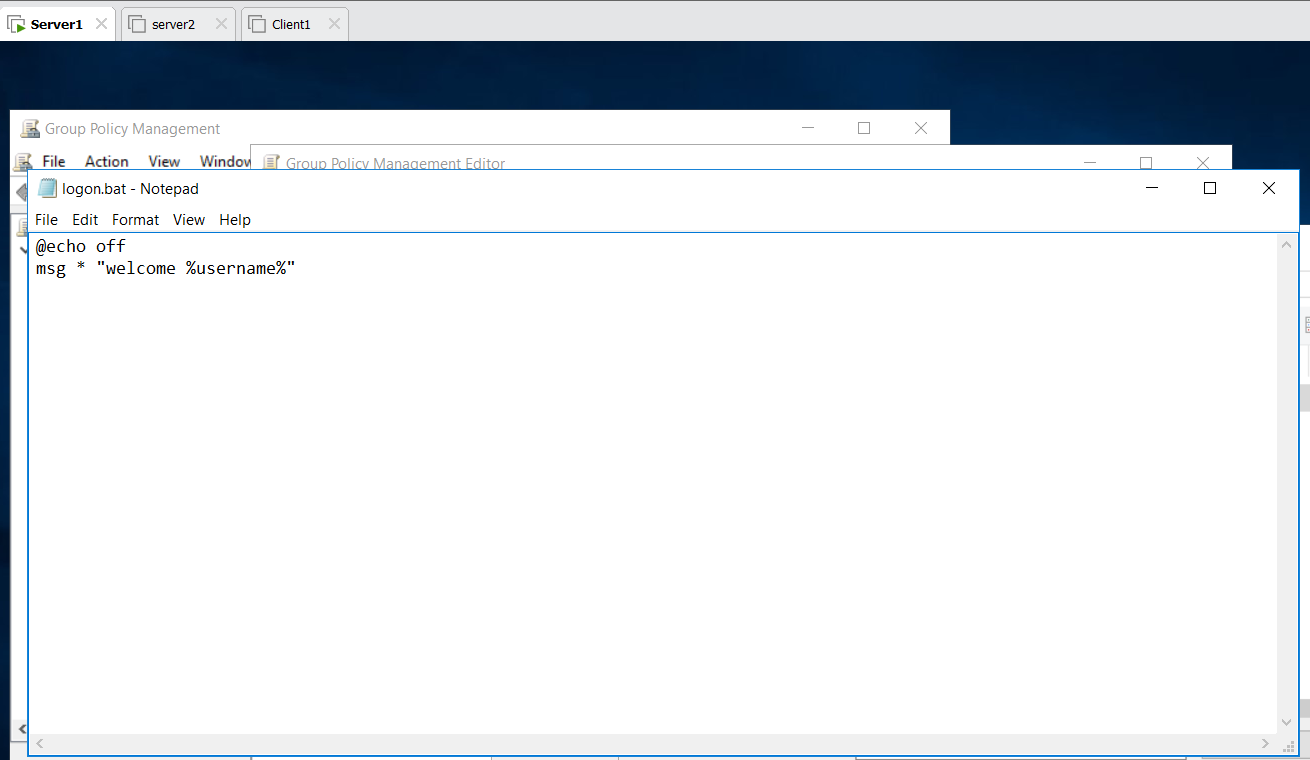 Server1 server2 Client1
Group Policy Management
File Action View Window
Group Policy Management Editor
logon.bat - Notepad
File Edit Format View Help
@echo off
msg * "welcome %username%"